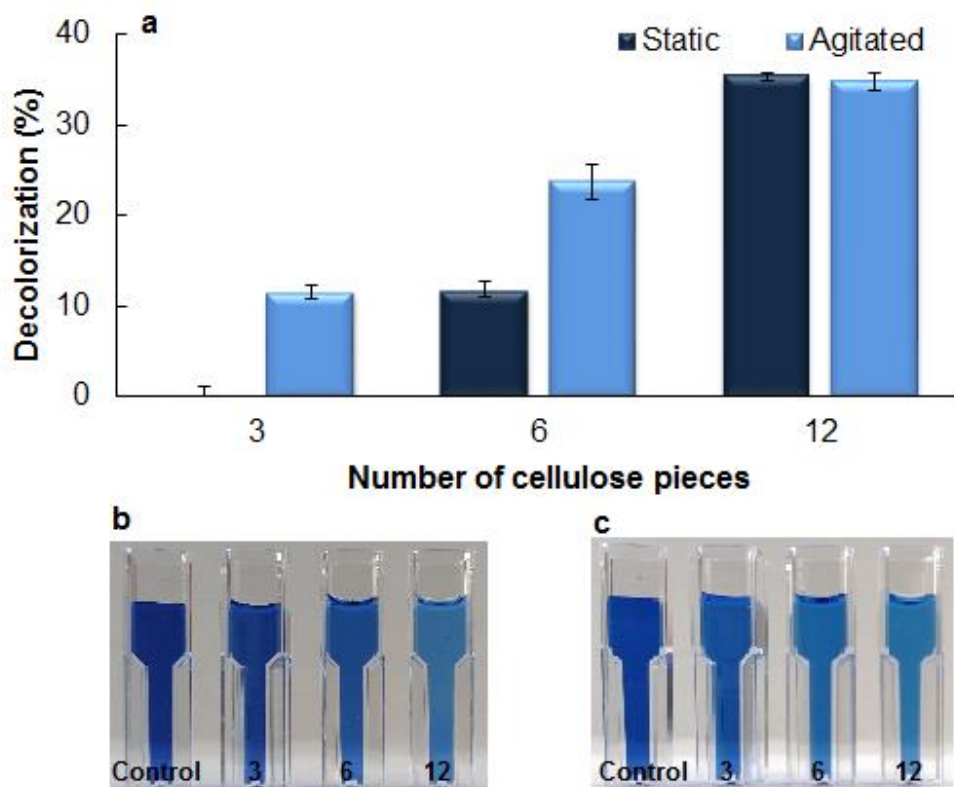 a
Static Agitated
40
30
20
10
0
Decolorization (%)
3 6 12
Number of cellulose pieces
b
Control 3 6 12
c
Control 3 6 12